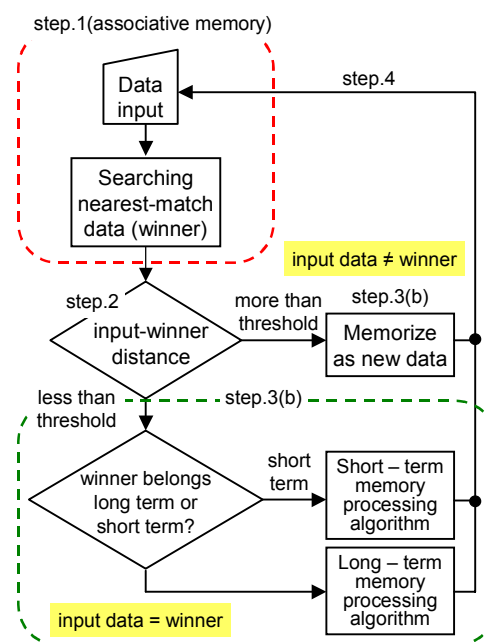 step.1(associative memory)
Data
input
step.4
Searching
nearest-match
data (winner)
input data ≠ winner
step.2
input-winner
distance
more than
threshold
step.3(b)
Memorize
as new data
less than
threshold
step.3(b)
winner belongs
long term or
short term?
short
term
Short – term
memory
processing
algorithm
Long – term
memory
processing
algorithm
input data = winner